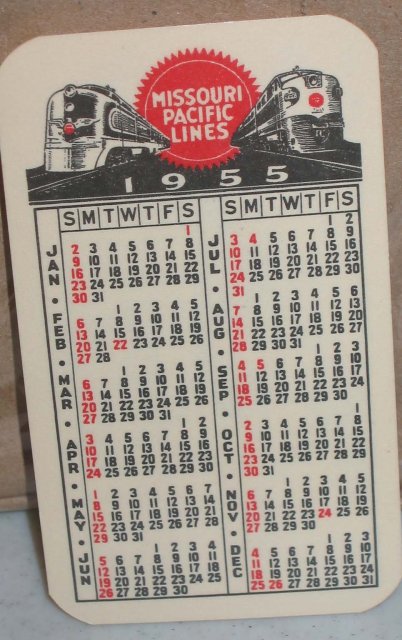 MISSOURI
PACIFIC
LINES
1955
S M T W T F S
JAN
1
2 3 4 5 6 7 8
9 10 11 12 13 14 15
16 17 18 19 20 21 22
23 24 25 26 27 28 29
30 31
FEB
1 2 3 4 5
6 7 8 9 10 11 12
13 14 15 16 17 18 19
20 21 22 23 24 25 26
27 28
MAR
1 2 3 4 5
6 7 8 9 10 11 12
13 14 15 16 17 18 19
20 21 22 23 24 25 26
27 28 29 30 31
APR
1 2
3 4 5 6 7 8 9
10 11 12 13 14 15 16
17 18 19 20 21 22 23
24 25 26 27 28 29 30
MAY
1 2 3 4 5 6 7
8 9 10 11 12 13 14
15 16 17 18 19 20 21
22 23 24 25 26 27 28
29 30 31
JUN
1 2 3 4
5 6 7 8 9 10 11
12 13 14 15 16 17 18
19 20 21 22 23 24 25
26 27 28 29 30
S M T W T F S
JUL
1 2
3 4 5 6 7 8 9
10 11 12 13 14 15 16
17 18 19 20 21 22 23
24 25 26 27 28 29 30
31
AUG
1 2 3 4 5 6
7 8 9 10 11 12 13
14 15 16 17 18 19 20
21 22 23 24 25 26 27
28 29 30 31
SEP
1 2 3
4 5 6 7 8 9 10
11 12 13 14 15 16 17
18 19 20 21 22 23 24
25 26 27 28 29 30
OCT
1
2 3 4 5 6 7 8
9 10 11 12 13 14 15
16 17 18 19 20 21 22
23 24 25 26 27 28 29
30 31
NOV
1 2 3 4 5
6 7 8 9 10 11 12
13 14 15 16 17 18 19
20 21 22 23 24 25 26
27 28 29 30
DEC
1 2 3
4 5 6 7 8 9 10
11 12 13 14 15 16 17
18 19 20 21 22 23 24
25 26 27 28 29 30 31